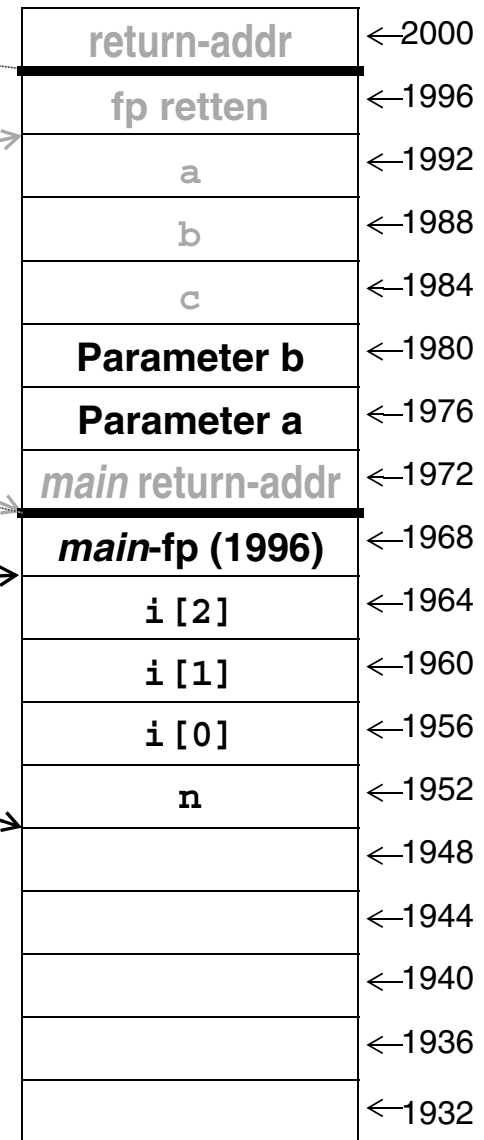 return-addr ←2000
fp retten ←1996
a ←1992
b ←1988
c ←1984
Parameter b ←1980
Parameter a ←1976
main return-addr ←1972
main-fp (1996) ←1968
i[2] ←1964
i[1] ←1960
i[0] ←1956
n ←1952
←1948
←1944
←1940
←1936
←1932